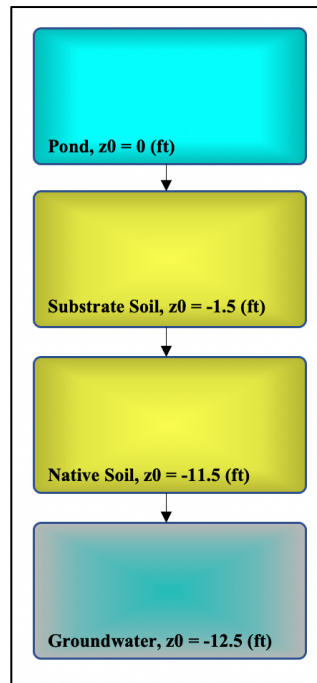 Pond, z0 = 0 (ft)
Substrate Soil, z0 = -1.5 (ft)
Native Soil, z0 = -11.5 (ft)
Groundwater, z0 = -12.5 (ft)